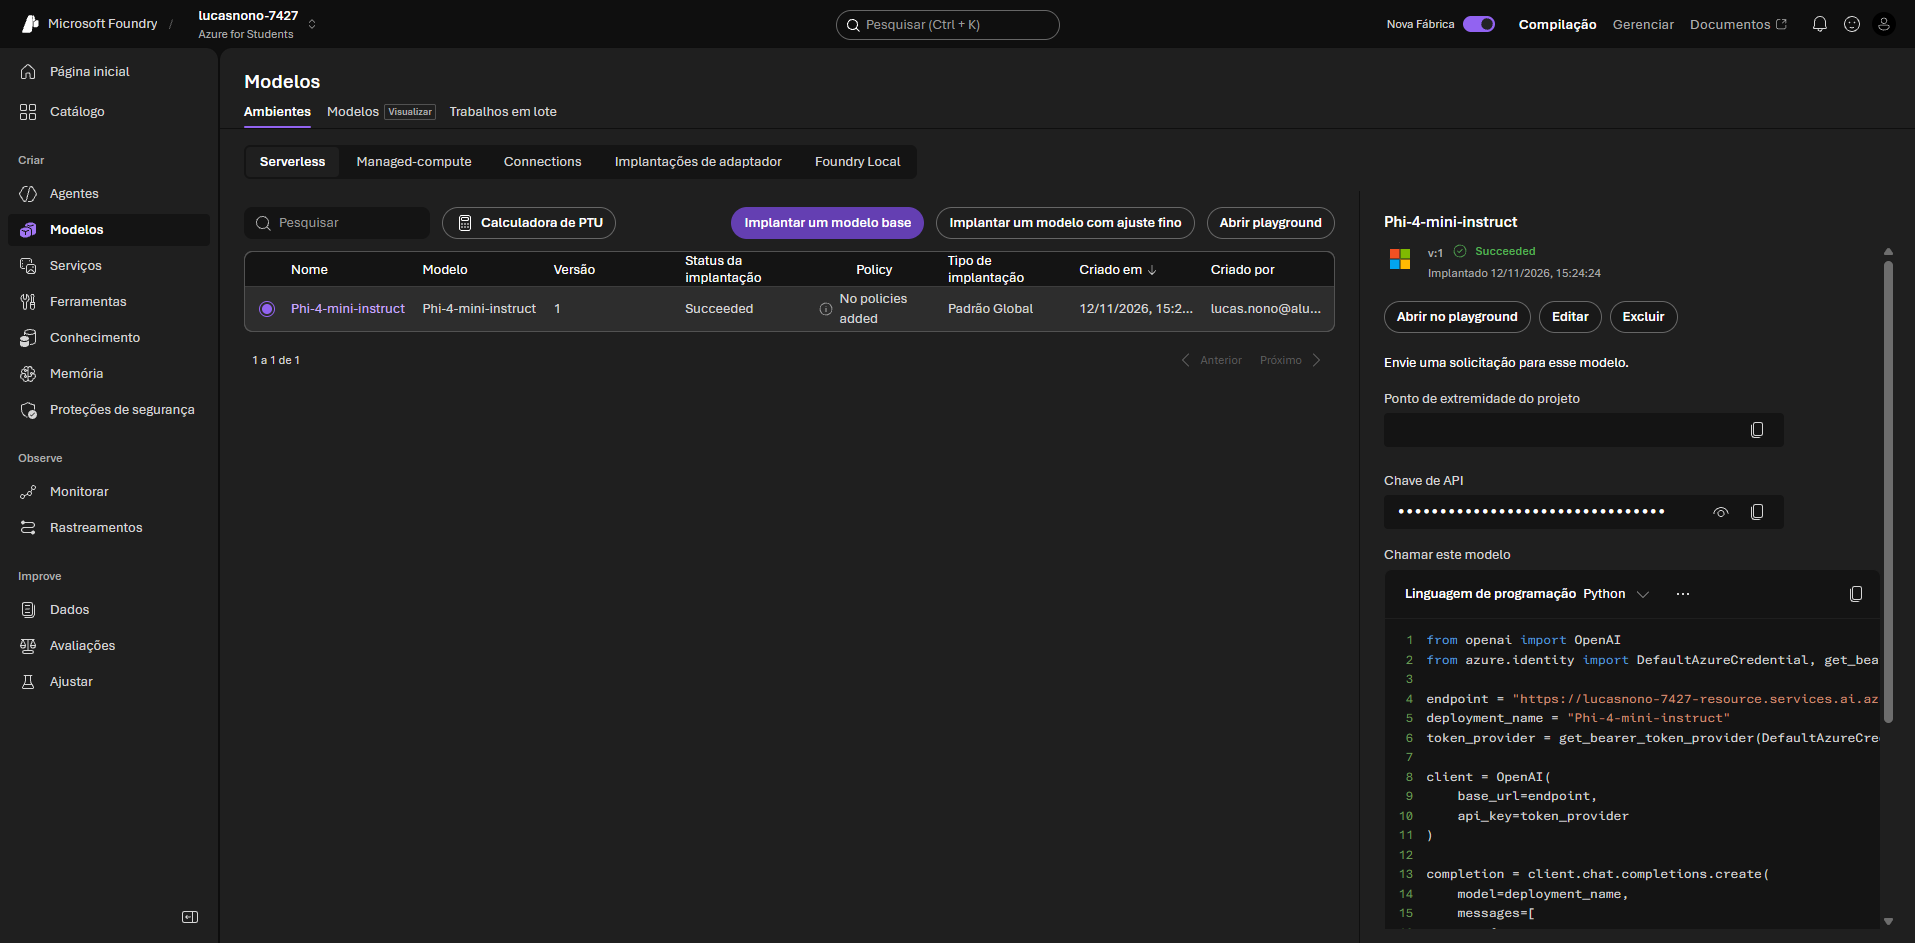 Microsoft Foundry
/
lucasnono-7427
Azure for Students
Pesquisar (Ctrl + K)
Nova Fábrica
Compilação
Gerenciar
Documentos
Página inicial
Catálogo
Criar
Agentes
Modelos
Serviços
Ferramentas
Conhecimento
Memória
Proteções de segurança
Observe
Monitorar
Rastreamentos
Improve
Dados
Avaliações
Ajustar
Modelos
Ambientes
Modelos Visualizar
Trabalhos em lote
Serverless
Managed-compute
Connections
Implantações de adaptador
Foundry Local
Pesquisar
Calculadora de PTU
Implantar um modelo base
Implantar um modelo com ajuste fino
Abrir playground
Nome
Modelo
Versão
Status da
implantação
Policy
Tipo de
implantação
Criado em
Criado por
Phi-4-mini-instruct
Phi-4-mini-instruct
1
Succeeded
No policies
added
Padrão Global
12/11/2026, 15:2...
lucas.nono@alu...
1 a 1 de 1
Anterior
Próximo
Phi-4-mini-instruct
v:1 Succeeded
Implantado 12/11/2026, 15:24:24
Abrir no playground
Editar
Excluir
Envie uma solicitação para esse modelo.
Ponto de extremidade do projeto
Chave de API
••••••••••••••••••••••••••••••••
Chamar este modelo
Linguagem de programação Python
...
1 from openai import OpenAI
2 from azure.identity import DefaultAzureCredential, get_bea
3
4 endpoint = "https://lucasnono-7427-resource.services.ai.az
5 deployment_name = "Phi-4-mini-instruct"
6 token_provider = get_bearer_token_provider(DefaultAzureCre
7
8 client = OpenAI(
9 base_url=endpoint,
10 api_key=token_provider
11 )
12
13 completion = client.chat.completions.create(
14 model=deployment_name,
15 messages=[